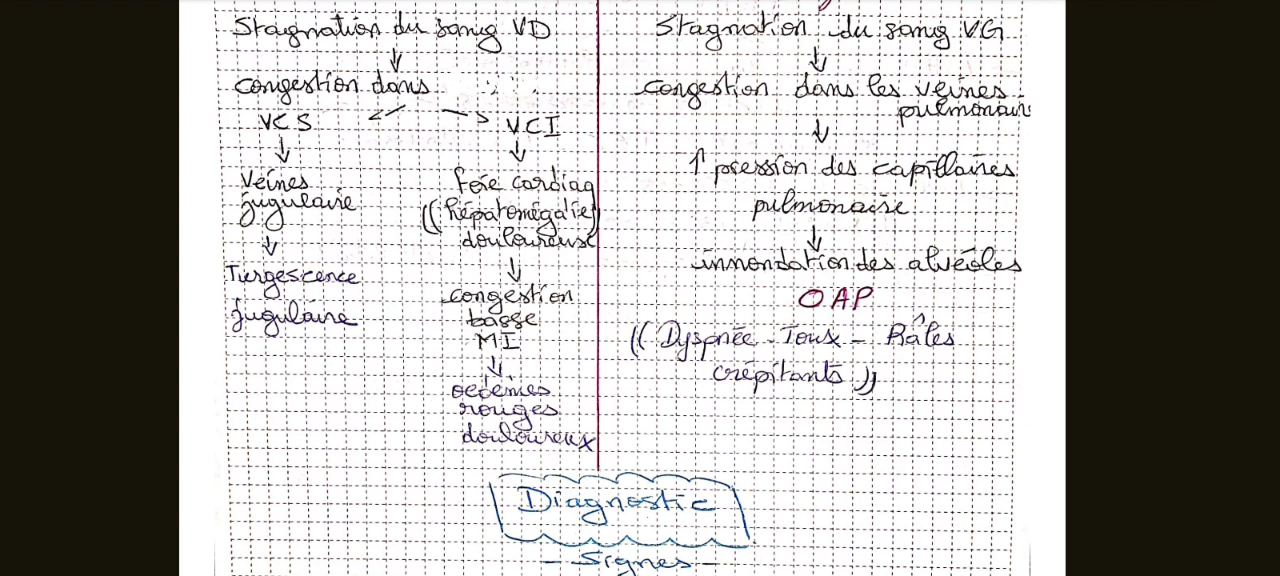 Stagnation du sang VD
↓
congestion dans
VCS
↓
Veines
jugulaire
↓
Turgescence
jugulaire
VCI
↓
foie cardiaq
((hépatomégalie)
douloureuse
↓
congestion
basse
MI
↓
oedèmes
rouges
douloureux
Stagnation du sang VG
↓
congestion dans les veines
pulmonair
↓
↑ pression des capillaires
pulmonaire
↓
innondation des alvéoles
OAP
(( Dyspnée - Toux - Râles
crépitants ))
Diagnostic
- Signes -